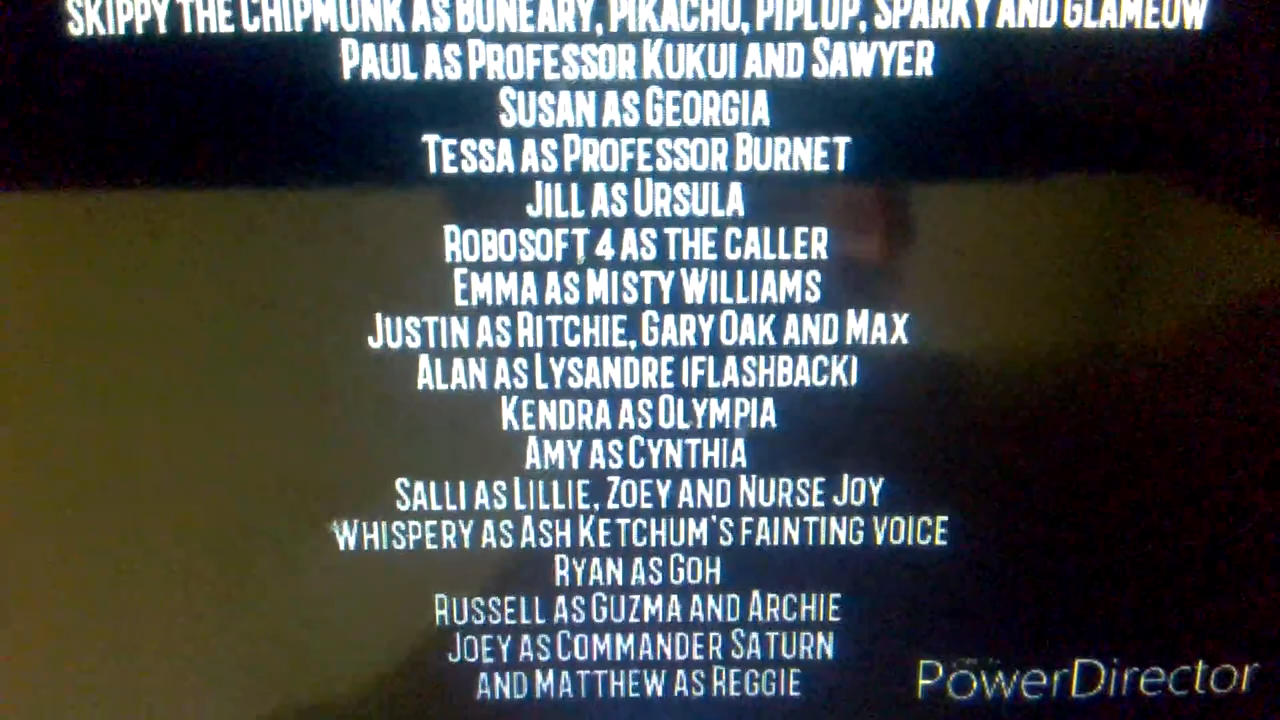 SKIPPY THE CHIPMUNK AS BUNEARY, PIKACHU, PIPLUP, SPARKY AND GLAMEOW
PAUL AS PROFESSOR KUKUI AND SAWYER
SUSAN AS GEORGIA
TESSA AS PROFESSOR BURNET
JILL AS URSULA
ROBOSOFT 4 AS THE CALLER
EMMA AS MISTY WILLIAMS
JUSTIN AS RITCHIE, GARY OAK AND MAX
ALAN AS LYSANDRE (FLASHBACK)
KENDRA AS OLYMPIA
AMY AS CYNTHIA
SALLI AS LILLIE, ZOEY AND NURSE JOY
WHISPERY AS ASH KETCHUM'S FAINTING VOICE
RYAN AS GOH
RUSSELL AS GUZMA AND ARCHIE
JOEY AS COMMANDER SATURN
AND MATTHEW AS REGGIE
PowerDirector